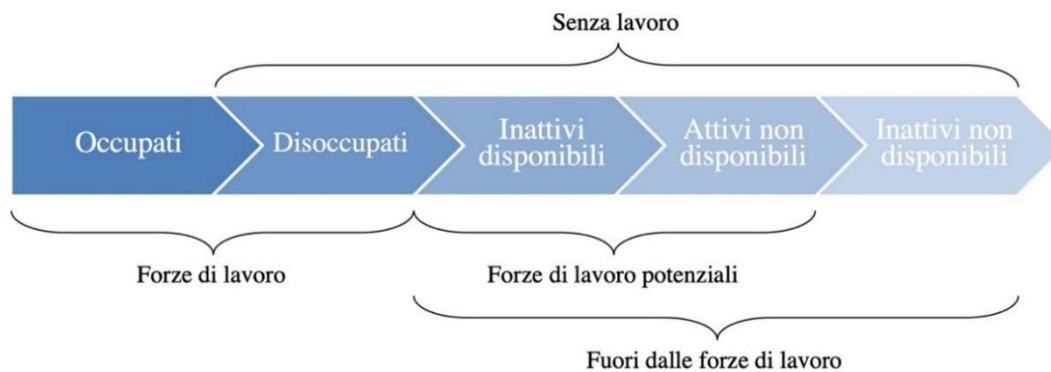 Senza lavoro
Occupati
Disoccupati
Inattivi
disponibili
Attivi non
disponibili
Inattivi non
disponibili
Forze di lavoro
Forze di lavoro potenziali
Fuori dalle forze di lavoro